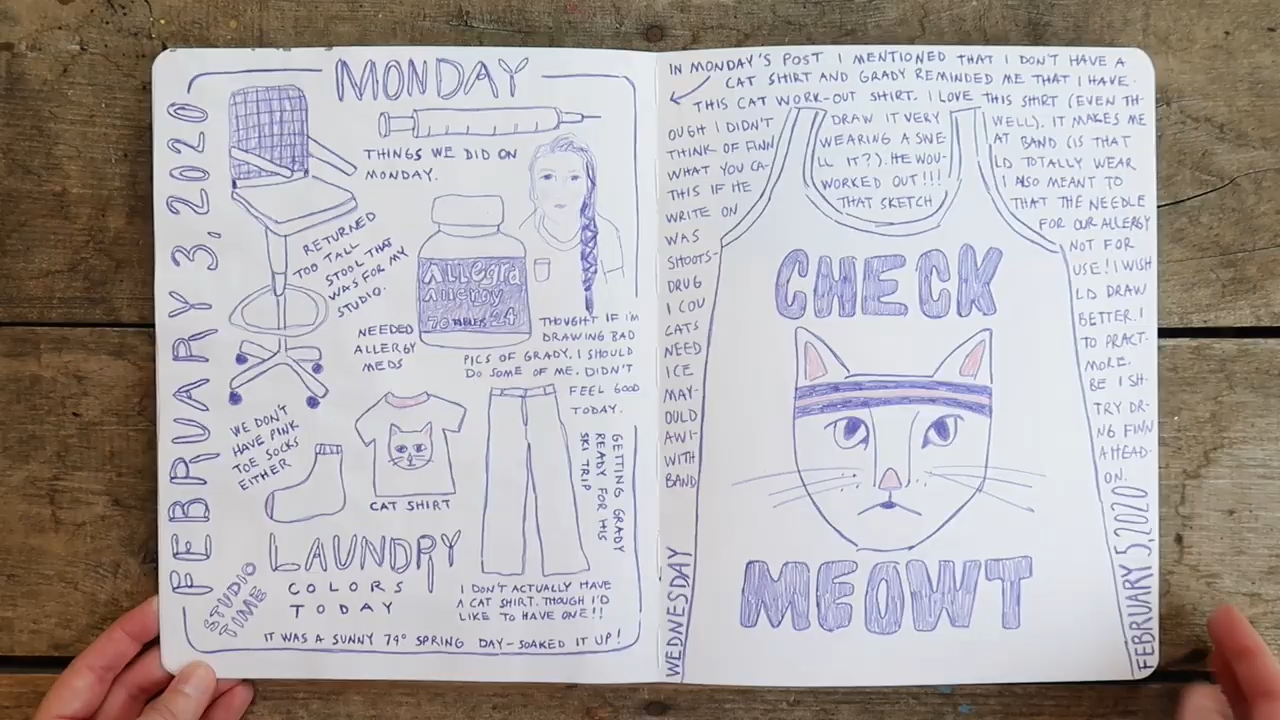 FEBRUARY 3, 2020
MONDAY
THINGS WE DID ON
MONDAY.
RETURNED
TOO TALL
STOOL THAT
WAS FOR MY
STUDIO.
Allegra
Allergy
70 TABLETS 24
NEEDED
ALLERGY
MEDS
THOUGHT IF I'M
DRAWING BAD
PICS OF GRADY, I SHOULD
DO SOME OF ME. DIDN'T
FEEL GOOD
TODAY.
WE DON'T
HAVE PINK
TOE SOCKS
EITHER
CAT SHIRT
GETTING GRADY
READY FOR HIS
SKI TRIP
LAUNDRY
COLORS
TODAY
STUDIO
TIME
I DON'T ACTUALLY HAVE
A CAT SHIRT. THOUGH I'D
LIKE TO HAVE ONE!!
IT WAS A SUNNY 74° SPRING DAY-SOAKED IT UP!
IN MONDAY'S POST I MENTIONED THAT I DON'T HAVE A
CAT SHIRT AND GRADY REMINDED ME THAT I HAVE
THIS CAT WORK-OUT SHIRT. I LOVE THIS SHIRT (EVEN TH-
OUGH I DIDN'T DRAW IT VERY WELL). IT MAKES ME
THINK OF FINN WEARING A SWE AT BAND (IS THAT
WHAT YOU CA- LL IT?). HE WOU- LD TOTALLY WEAR
THIS IF HE WORKED OUT!!! I ALSO MEANT TO
WRITE ON THAT SKETCH THAT THE NEEDLE
WAS FOR OUR ALLERGY
SHOOTS- NOT FOR
DRUG USE! I WISH
I COU LD DRAW
CATS BETTER. I
NEED TO PRACT-
ICE MORE.
MAY- BE I SH-
OULD TRY DR-
AWI- NG FINN
WITH A HEAD-
BAND ON.
CHECK
MEOWT
WEDNESDAY
FEBRUARY 5, 2020